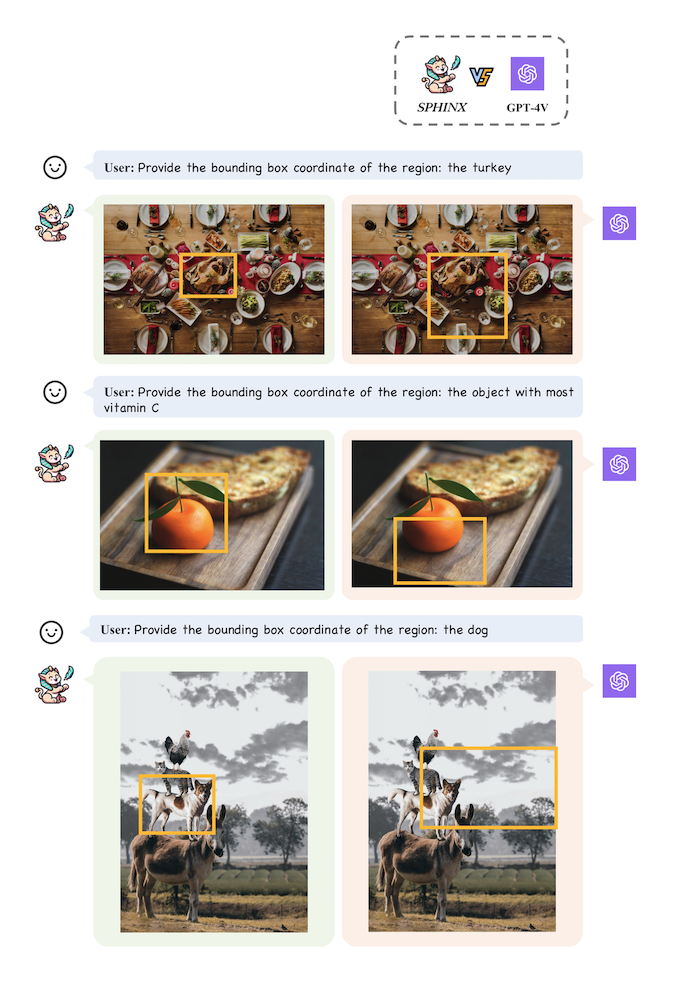 VS
SPHINX
GPT-4V
User: Provide the bounding box coordinate of the region: the turkey
User: Provide the bounding box coordinate of the region: the object with most
vitamin C
User: Provide the bounding box coordinate of the region: the dog